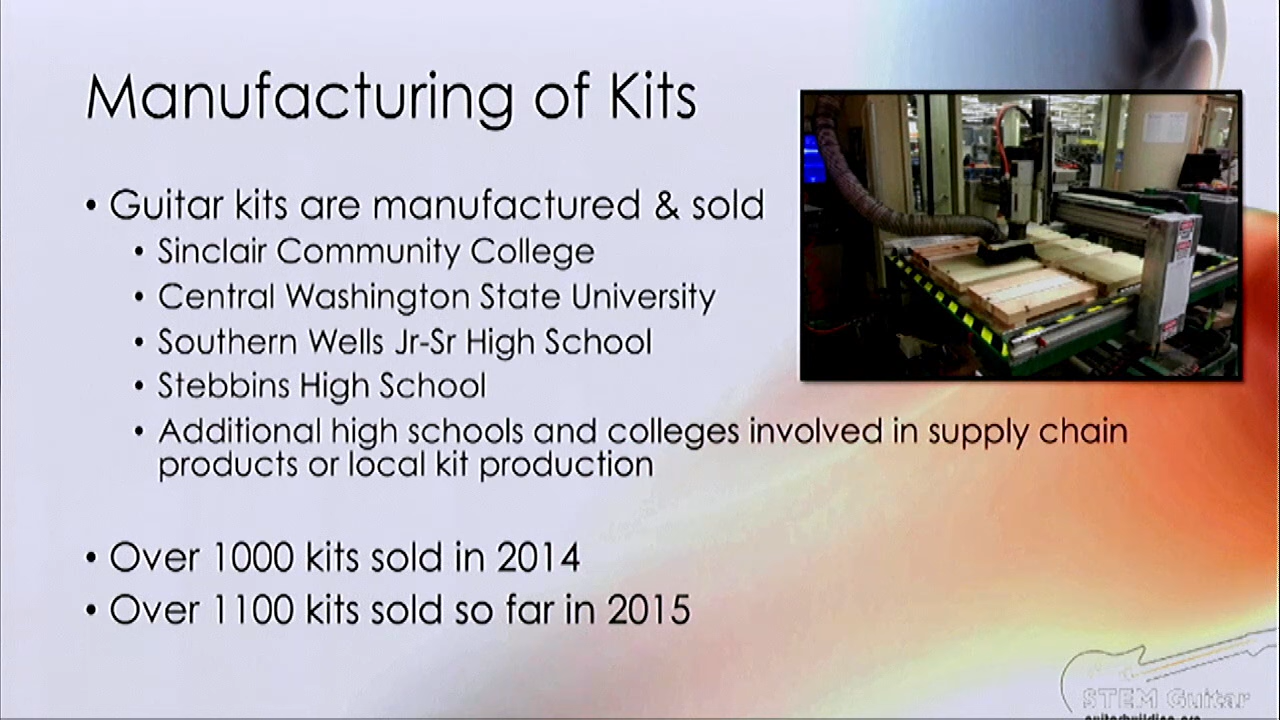 Manufacturing of Kits
• Guitar kits are manufactured & sold
• Sinclair Community College
• Central Washington State University
• Southern Wells Jr-Sr High School
• Stebbins High School
• Additional high schools and colleges involved in supply chain
products or local kit production
• Over 1000 kits sold in 2014
• Over 1100 kits sold so far in 2015
STEM Guitar